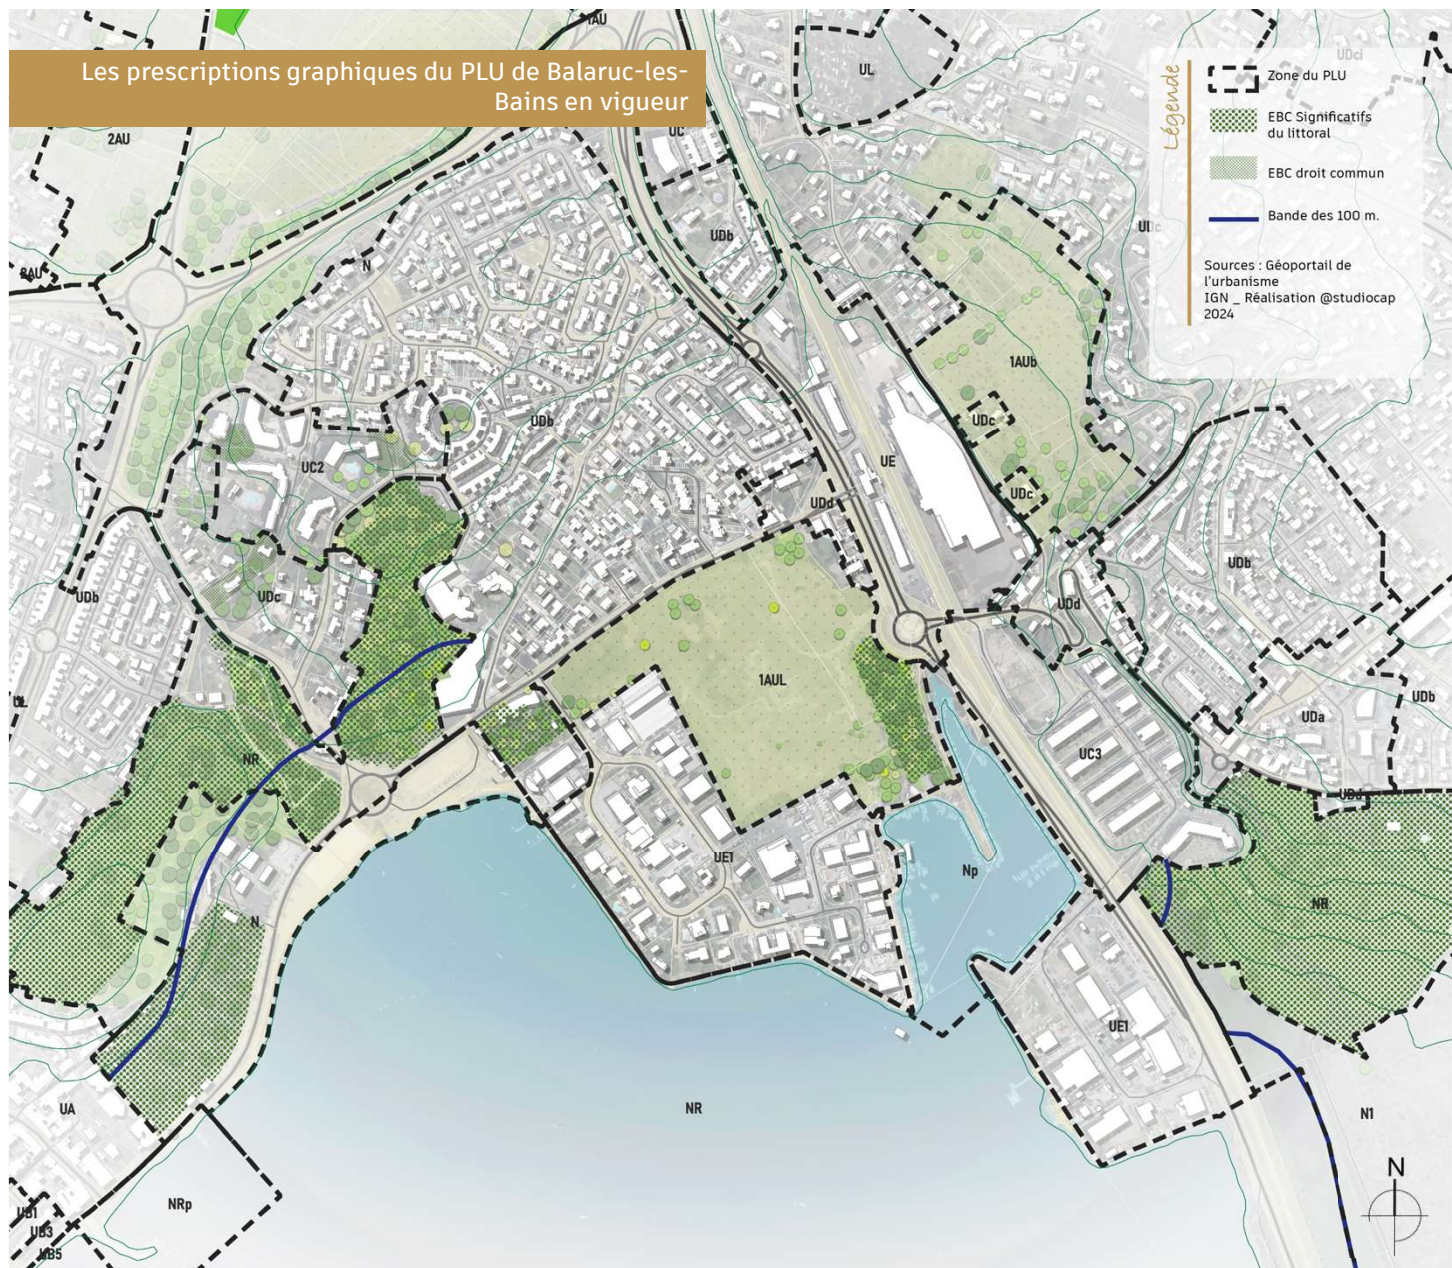 Les prescriptions graphiques du PLU de Balaruc-les-
Bains en vigueur
Légende
Zone du PLU
EBC Significatifs
du littoral
EBC droit commun
Bande des 100 m.
Sources : Géoportail de
l'urbanisme
IGN _ Réalisation @studiocap
2024
1AU
UL
UDci
2AU
UC
UDb
UDc
N
2AU
1AUb
UDc
UDb
UE
UC2
UDc
UDd
UDb
UDc
UDb
UDd
1AUL
UL
UDb
UDa
NR
UC3
UDd
UE1
Np
NR
N
UE1
UA
NR
N1
NRp
UB1
UB3
UB5
N